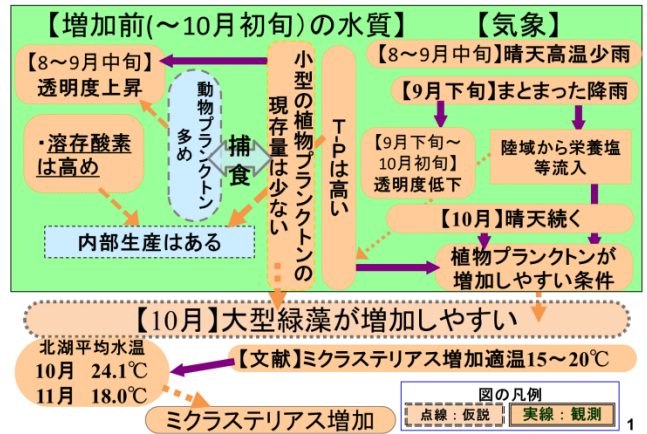 【増加前(~10月初旬)の水質】
【気象】
【8~9月中旬】
透明度上昇
動物プランクトン
多め
捕
食
小型の植物プランクトンの
現存量は少ない
T-Pは高い
・溶存酸素
は高め
内部生産はある
【8~9月中旬】晴天高温少雨
【9月下旬】まとまった降雨
【9月下旬~
10月初旬】
透明度低下
陸域から栄養塩
等流入
【10月】晴天続く
植物プランクトンが
増加しやすい条件
【10月】大型緑藻が増加しやすい
北湖平均水温
10月 24.1℃
11月 18.0℃
【文献】ミクラステリアス増加適温15~20℃
ミクラステリアス増加
図の凡例
点線:仮説
実線:観測
1